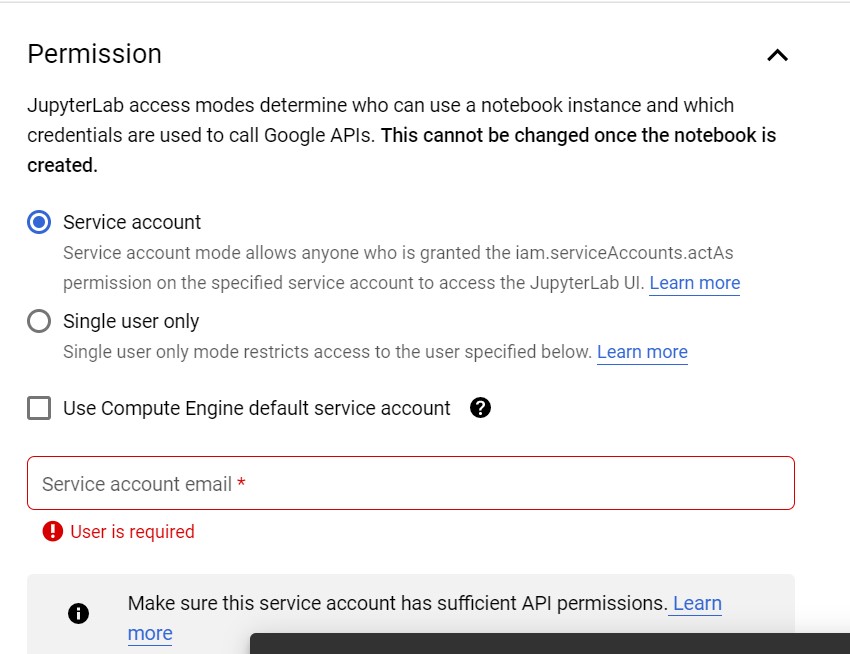 Permission
JupyterLab access modes determine who can use a notebook instance and which
credentials are used to call Google APIs. This cannot be changed once the notebook is
created.
Service account
Service account mode allows anyone who is granted the iam.serviceAccounts.actAs
permission on the specified service account to access the JupyterLab UI. Learn more
Single user only
Single user only mode restricts access to the user specified below. Learn more
Use Compute Engine default service account
Service account email *
User is required
Make sure this service account has sufficient API permissions. Learn
more